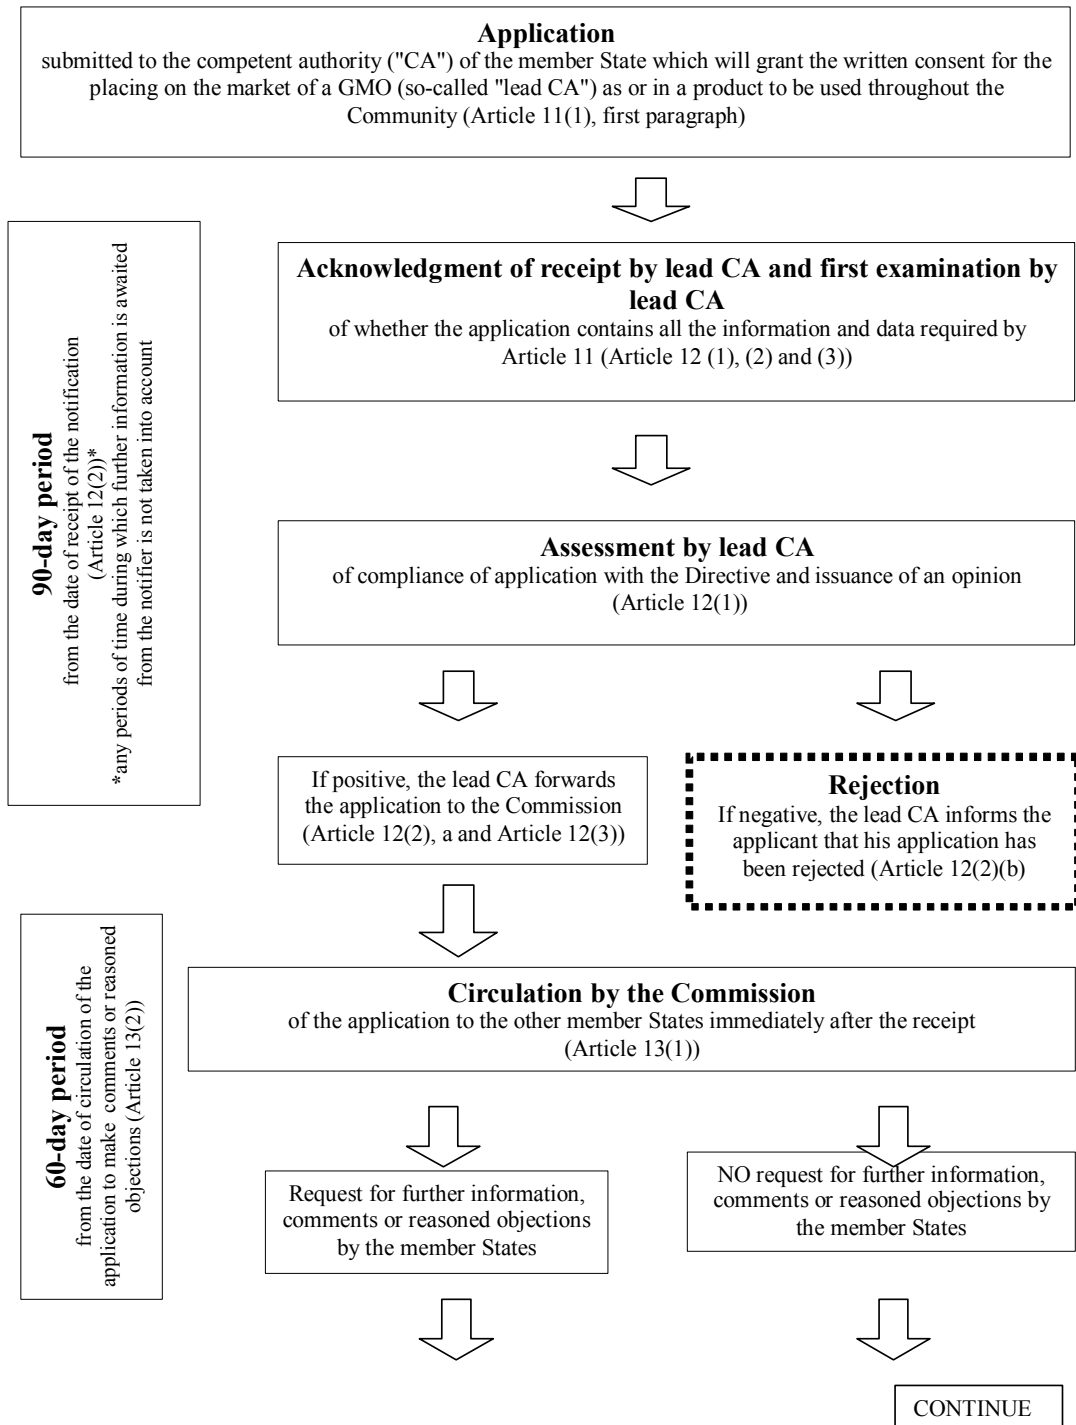 Application
submitted to the competent authority ("CA") of the member State which will grant the written consent for the
placing on the market of a GMO (so-called "lead CA") as or in a product to be used throughout the
Community (Article 11(1), first paragraph)
90-day period
from the date of receipt of the notification
(Article 12(2))*
*any periods of time during which further information is awaited
from the notifier is not taken into account
Acknowledgment of receipt by lead CA and first examination by
lead CA
of whether the application contains all the information and data required by
Article 11 (Article 12 (1), (2) and (3))
Assessment by lead CA
of compliance of application with the Directive and issuance of an opinion
(Article 12(1))
If positive, the lead CA forwards
the application to the Commission
(Article 12(2), a and Article 12(3))
Rejection
If negative, the lead CA informs the
applicant that his application has
been rejected (Article 12(2)(b)
60-day period
from the date of circulation of the
application to make comments or reasoned
objections (Article 13(2))
Circulation by the Commission
of the application to the other member States immediately after the receipt
(Article 13(1))
Request for further information,
comments or reasoned objections
by the member States
NO request for further information,
comments or reasoned objections by
the member States
CONTINUE